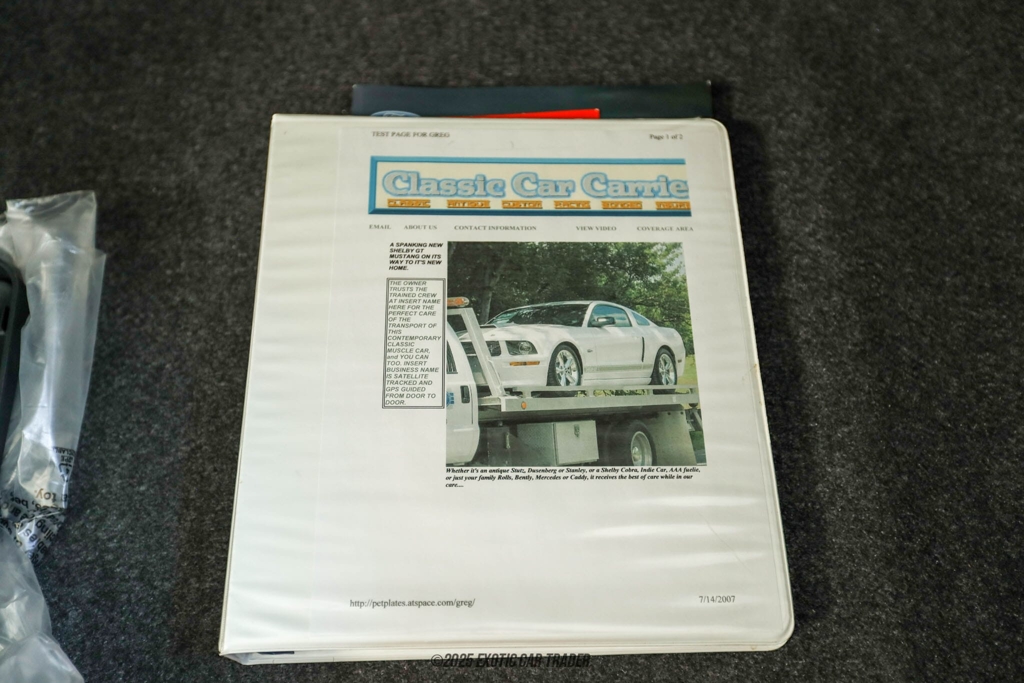 TEST PAGE FOR GREG
Page 1 of 2
Classic Car Carrie
CLASSIC ANTIQUE CUSTOM RACING BONDED
EMAIL ABOUT US CONTACT INFORMATION VIEW VIDEO COVERAGE AREA
A SPANKING NEW
SHELBY GT
MUSTANG ON ITS
WAY TO IT'S NEW
HOME.
THE OWNER
TRUSTS THE
TRAINED CREW
AT INSERT NAME
HERE FOR THE
PERFECT CARE
OF THE
TRANSPORT OF
THIS
CONTEMPORARY
CLASSIC
MUSCLE CAR,
and YOU CAN
TOO. INSERT
BUSINESS NAME
IS SATELLITE
TRACKED AND
GPS GUIDED
FROM DOOR TO
DOOR.
Whether it's an antique Stutz, Dusenberg or Stanley, or a Shelby Cobra, Indie Car, AAA fuelie,
or just your family Rolls, Bently, Mercedes or Caddy, it receives the best of care while in our
care....
http://petplates.atspace.com/greg/
7/14/2007
©2025 EXOTIC CAR TRADER